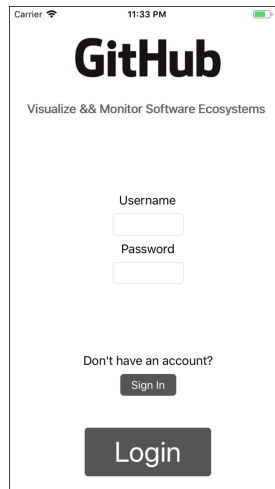 Carrier 11:33 PM
GitHub
Visualize && Monitor Software Ecosystems
Username
Password
Don't have an account?
Sign In
Login